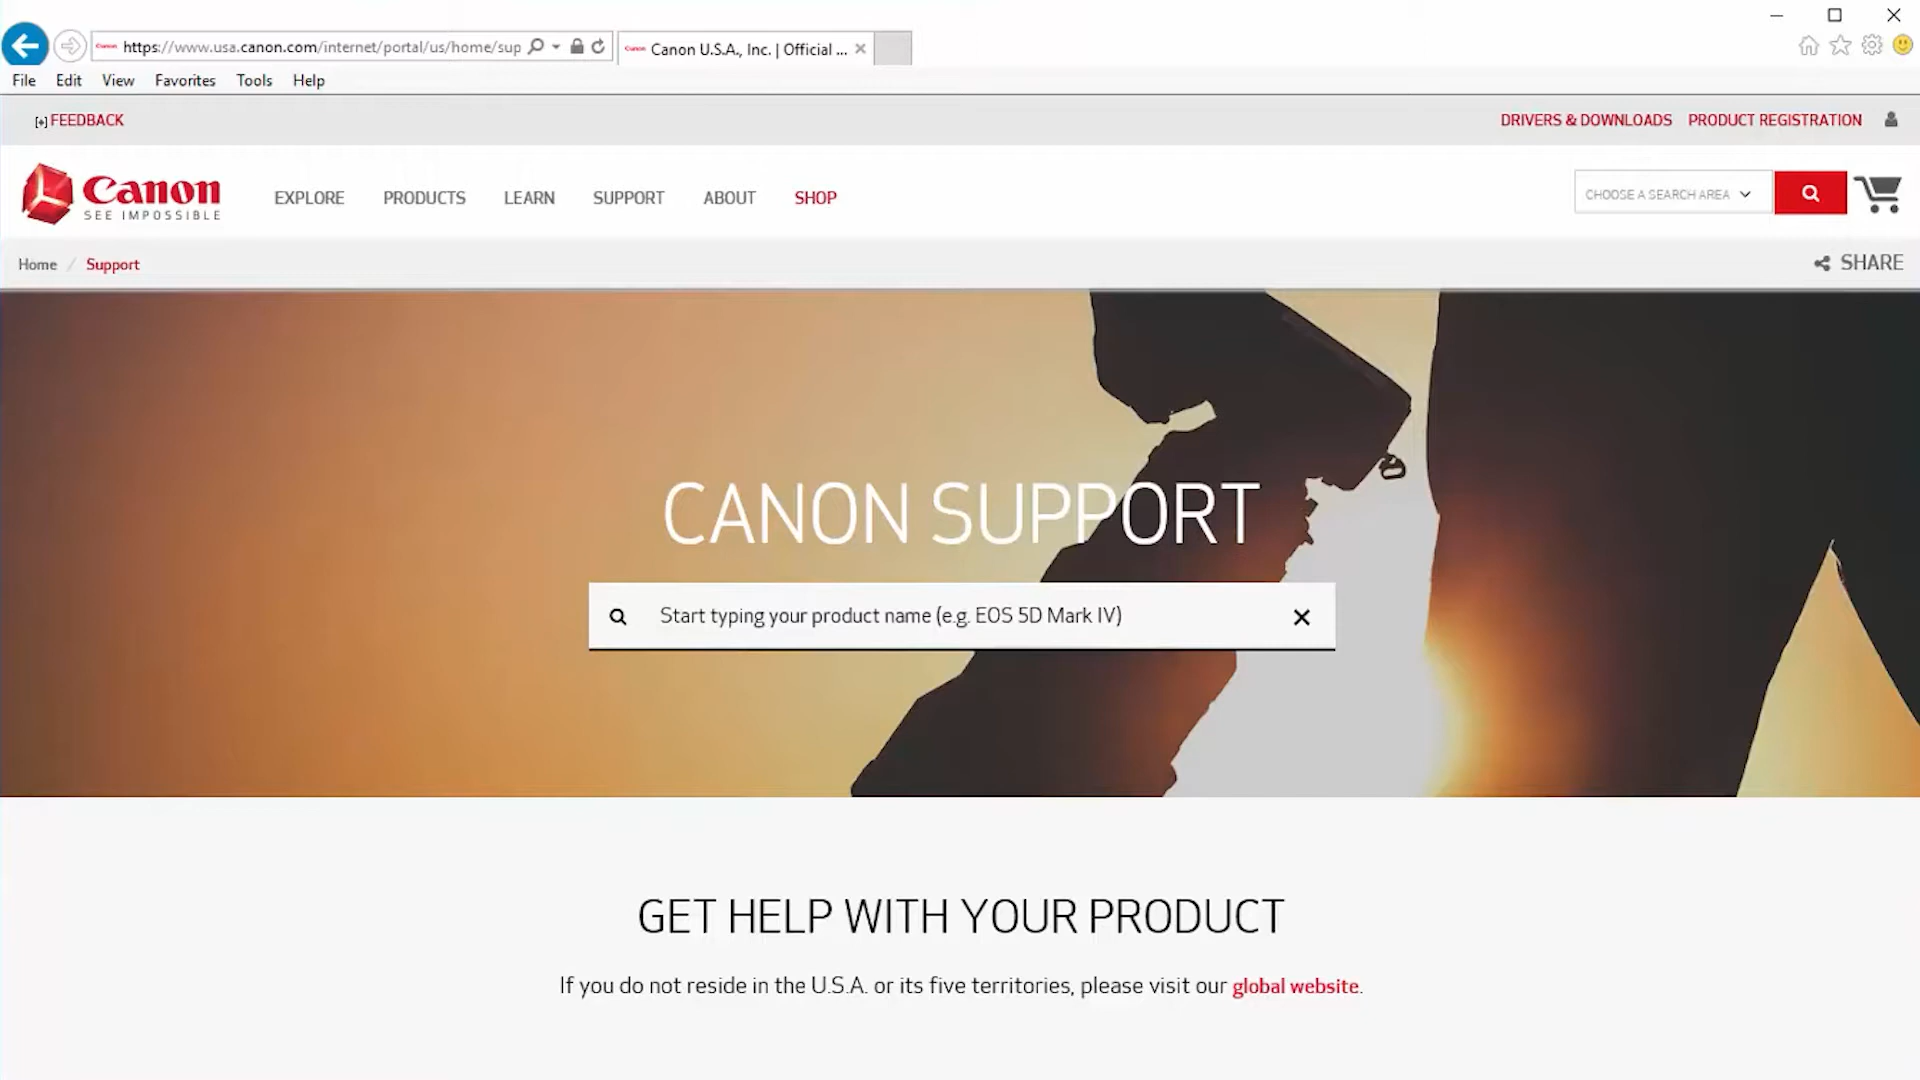 https://www.usa.canon.com/internet/portal/us/home/sup
Canon U.S.A., Inc. | Official ...
File Edit View Favorites Tools Help
[+] FEEDBACK
DRIVERS & DOWNLOADS PRODUCT REGISTRATION
Canon
SEE IMPOSSIBLE
EXPLORE PRODUCTS LEARN SUPPORT ABOUT SHOP
CHOOSE A SEARCH AREA
Home / Support
SHARE
CANON SUPPORT
Start typing your product name (e.g. EOS 5D Mark IV)
GET HELP WITH YOUR PRODUCT
If you do not reside in the U.S.A. or its five territories, please visit our global website.